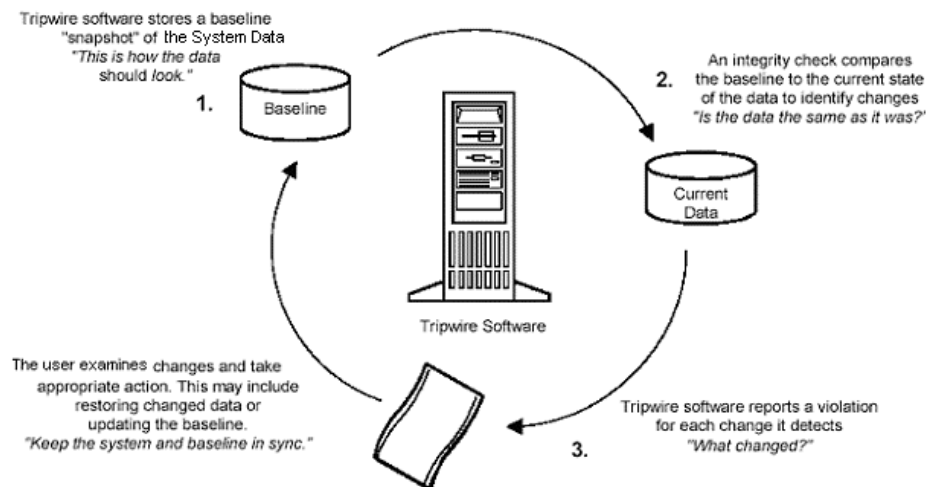 Tripwire software stores a baseline
"snapshot" of the System Data
"This is how the data
should look."
1.
Baseline
2.
An integrity check compares
the baseline to the current state
of the data to identify changes
"Is the data the same as it was?"
Current
Data
Tripwire Software
3.
Tripwire software reports a violation
for each change it detects
"What changed?"
The user examines changes and take
appropriate action. This may include
restoring changed data or
updating the baseline.
"Keep the system and baseline in sync."